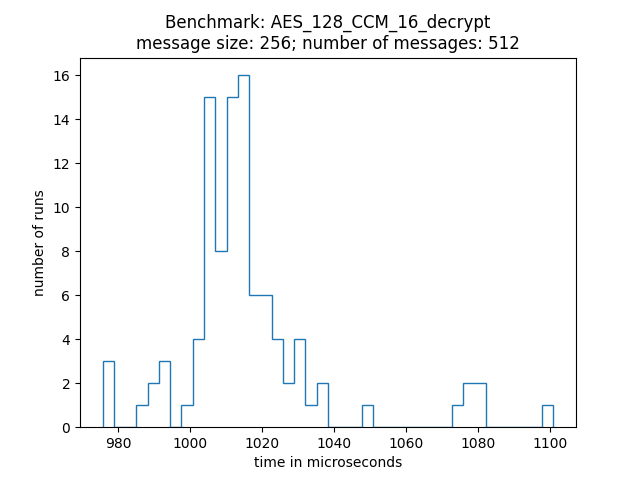 Benchmark: AES_128_CCM_16_decrypt
message size: 256; number of messages: 512
16
14
12
10
8
6
4
2
0
number of runs
980 1000 1020 1040 1060 1080 1100
time in microseconds